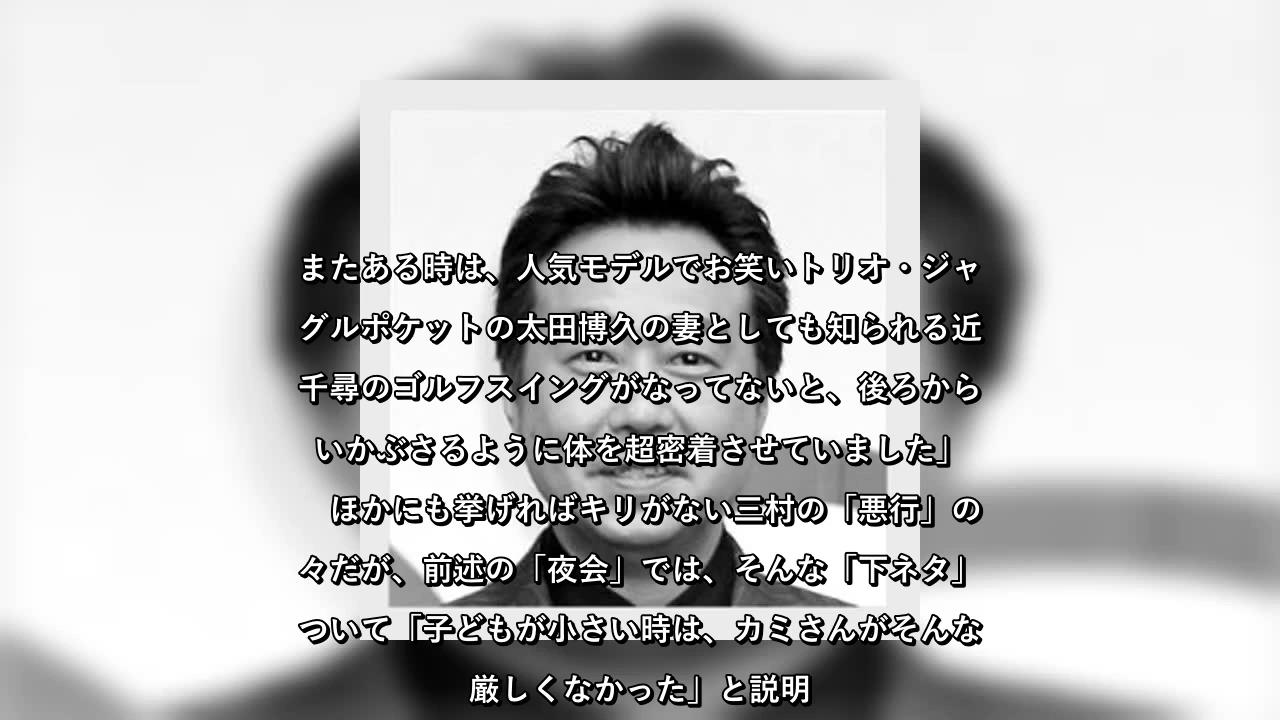 またある時は、人気モデルでお笑いトリオ・ジャ
グルポケットの太田博久の妻としても知られる近
千尋のゴルフスイングがなってないと、後ろから
いかぶさるように体を超密着させていました」
ほかにも挙げればキリがない三村の「悪行」の
々だが、前述の「夜会」では、そんな「下ネタ」
ついて「子どもが小さい時は、カミさんがそんな
厳しくなかった」と説明